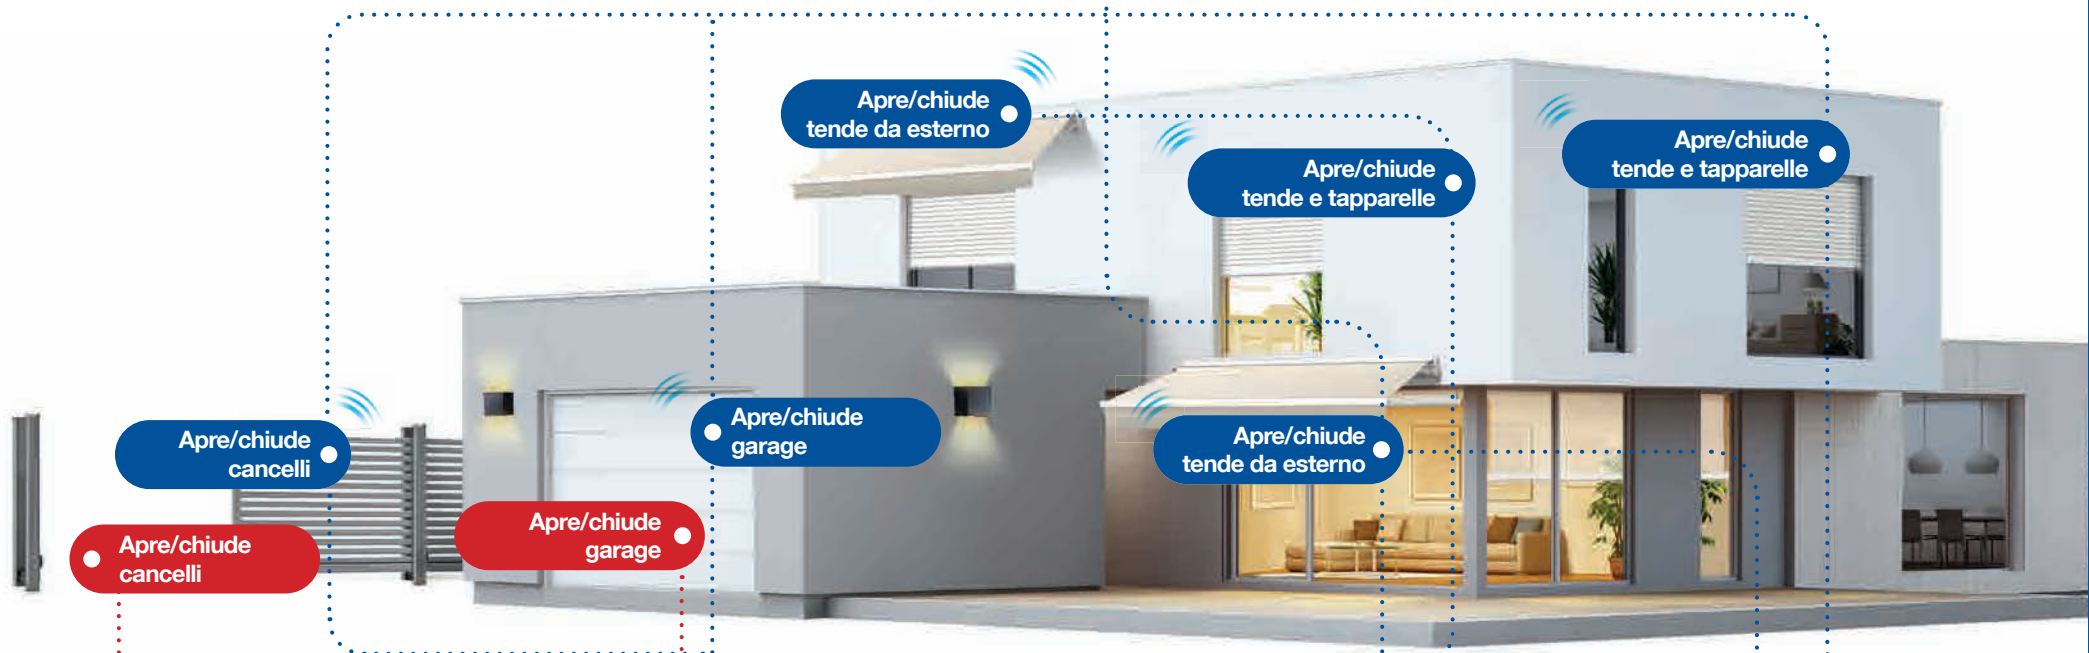 Apre/chiude
tende da esterno
Apre/chiude
tende e tapparelle
Apre/chiude
tende e tapparelle
Apre/chiude
cancelli
Apre/chiude
garage
Apre/chiude
tende da esterno
Apre/chiude
cancelli
Apre/chiude
garage